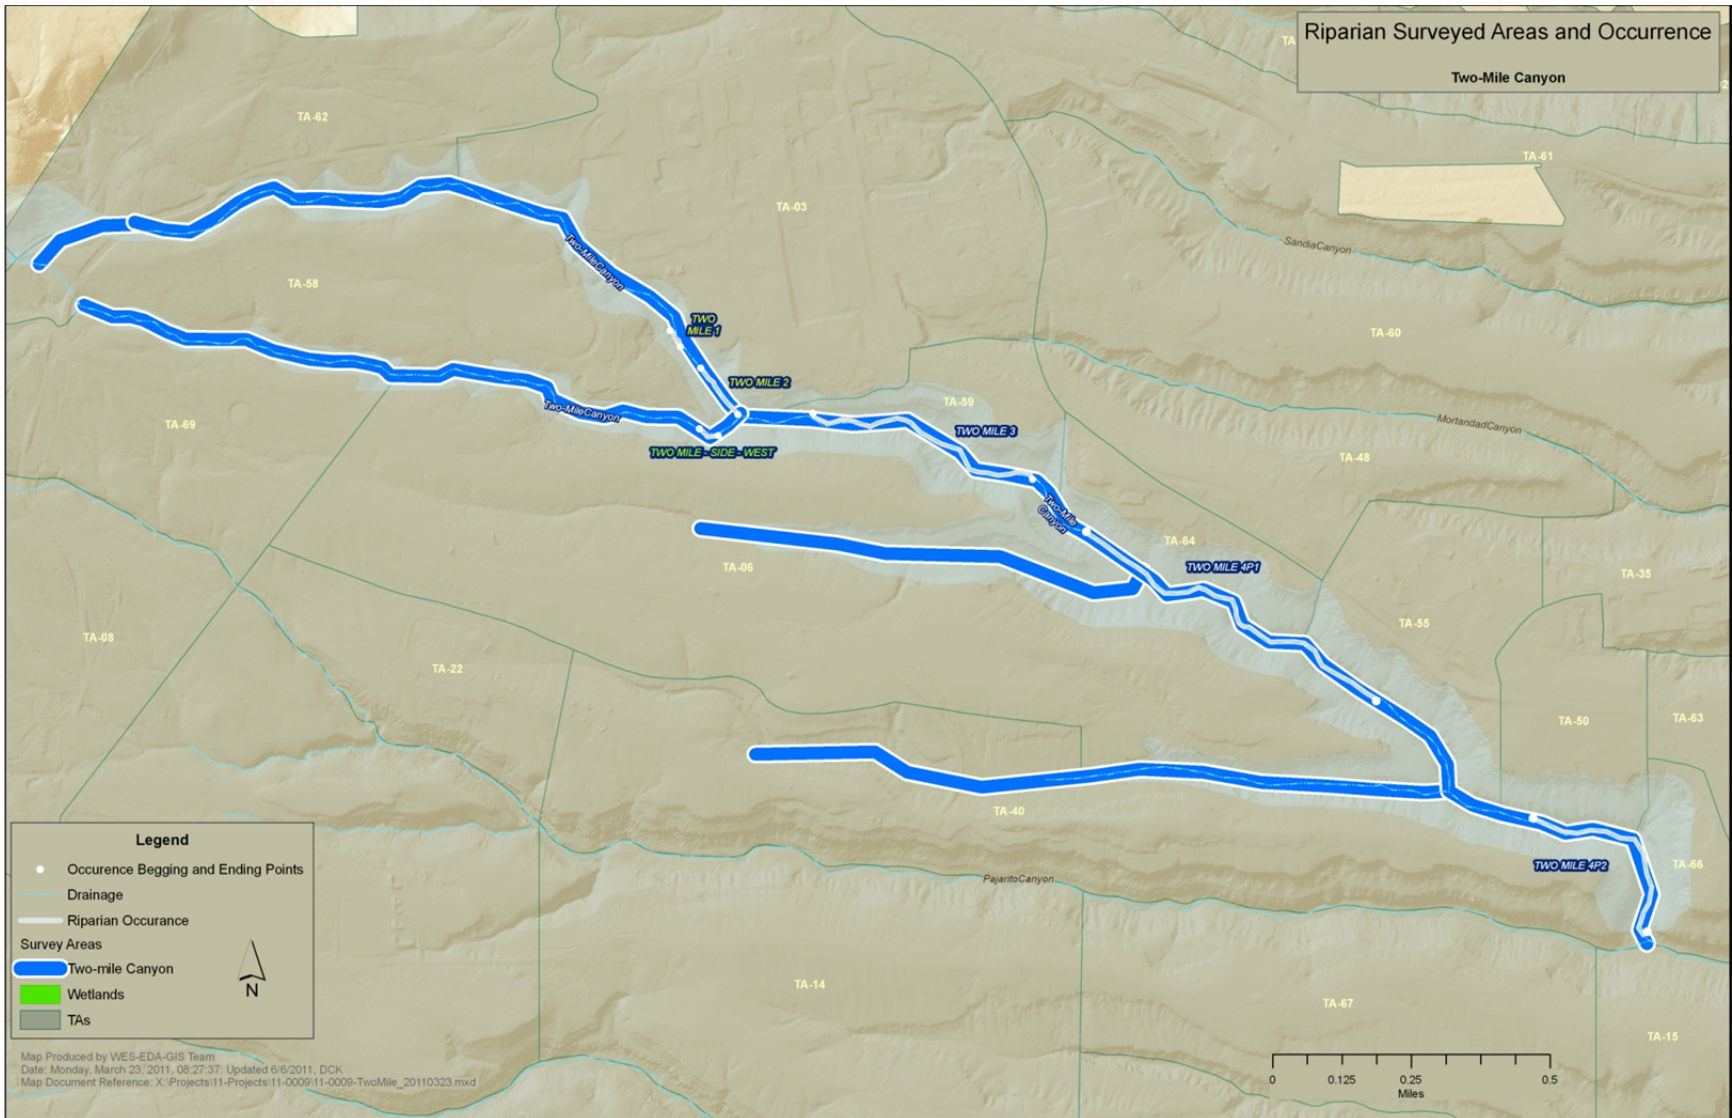 Riparian Surveyed Areas and Occurrence
Two-Mile Canyon
TA
TA-62
TA-61
TA-03
SandiaCanyon
Two-MileCanyon
TA-58
TWO
MILE 1
TA-60
TWO MILE 2
Two-MileCanyon
TA-59
TA-69
TWO MILE 3
MortandadCanyon
TWO MILE - SIDE - WEST
TA-48
Two-Mile
Canyon
TA-64
TA-06
TWO MILE 4P1
TA-35
TA-08
TA-55
TA-22
TA-50
TA-63
TA-40
TWO MILE 4P2
TA-66
PajaritoCanyon
TA-14
TA-67
TA-15
Legend
Occurence Begging and Ending Points
Drainage
Riparian Occurance
Survey Areas
Two-mile Canyon
Wetlands
TAs
N
Map Produced by WES-EDA-GIS Team
Date: Monday, March 23, 2011, 08:27:37: Updated 6/6/2011, DCK
Map Document Reference: X:\Projects\11-Projects\11-0009\11-0009-TwoMile_20110323.mxd
0 0.125 0.25 0.5
Miles